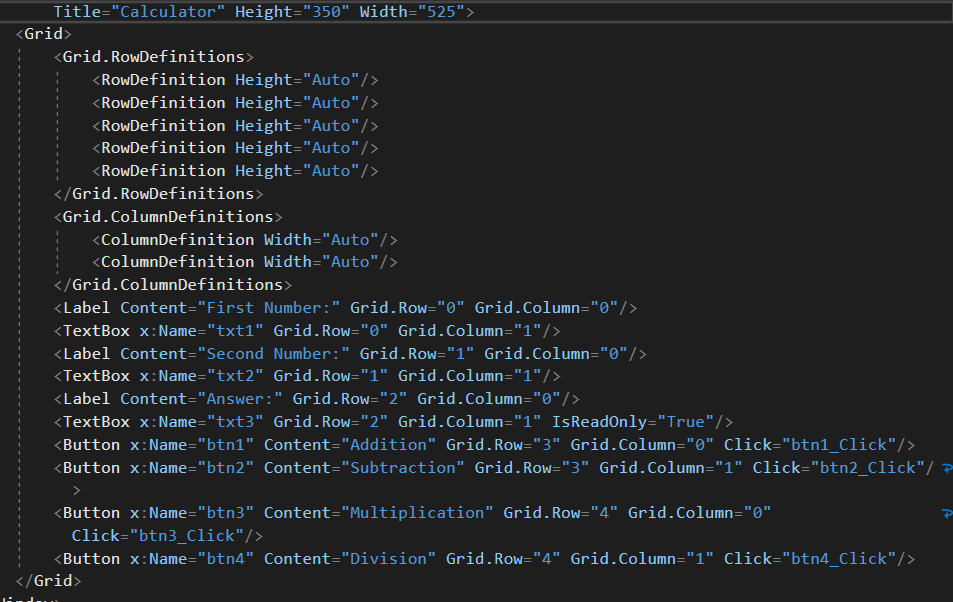 Title="Calculator" Height="350" Width="525">
<Grid>
<Grid.RowDefinitions>
<RowDefinition Height="Auto"/>
<RowDefinition Height="Auto"/>
<RowDefinition Height="Auto"/>
<RowDefinition Height="Auto"/>
<RowDefinition Height="Auto"/>
</Grid.RowDefinitions>
<Grid.ColumnDefinitions>
<ColumnDefinition Width="Auto"/>
<ColumnDefinition Width="Auto"/>
</Grid.ColumnDefinitions>
<Label Content="First Number:" Grid.Row="0" Grid.Column="0"/>
<TextBox x:Name="txt1" Grid.Row="0" Grid.Column="1"/>
<Label Content="Second Number:" Grid.Row="1" Grid.Column="0"/>
<TextBox x:Name="txt2" Grid.Row="1" Grid.Column="1"/>
<Label Content="Answer:" Grid.Row="2" Grid.Column="0"/>
<TextBox x:Name="txt3" Grid.Row="2" Grid.Column="1" IsReadOnly="True"/>
<Button x:Name="btn1" Content="Addition" Grid.Row="3" Grid.Column="0" Click="btn1_Click"/>
<Button x:Name="btn2" Content="Subtraction" Grid.Row="3" Grid.Column="1" Click="btn2_Click"/
>
<Button x:Name="btn3" Content="Multiplication" Grid.Row="4" Grid.Column="0"
Click="btn3_Click"/>
<Button x:Name="btn4" Content="Division" Grid.Row="4" Grid.Column="1" Click="btn4_Click"/>
</Grid>